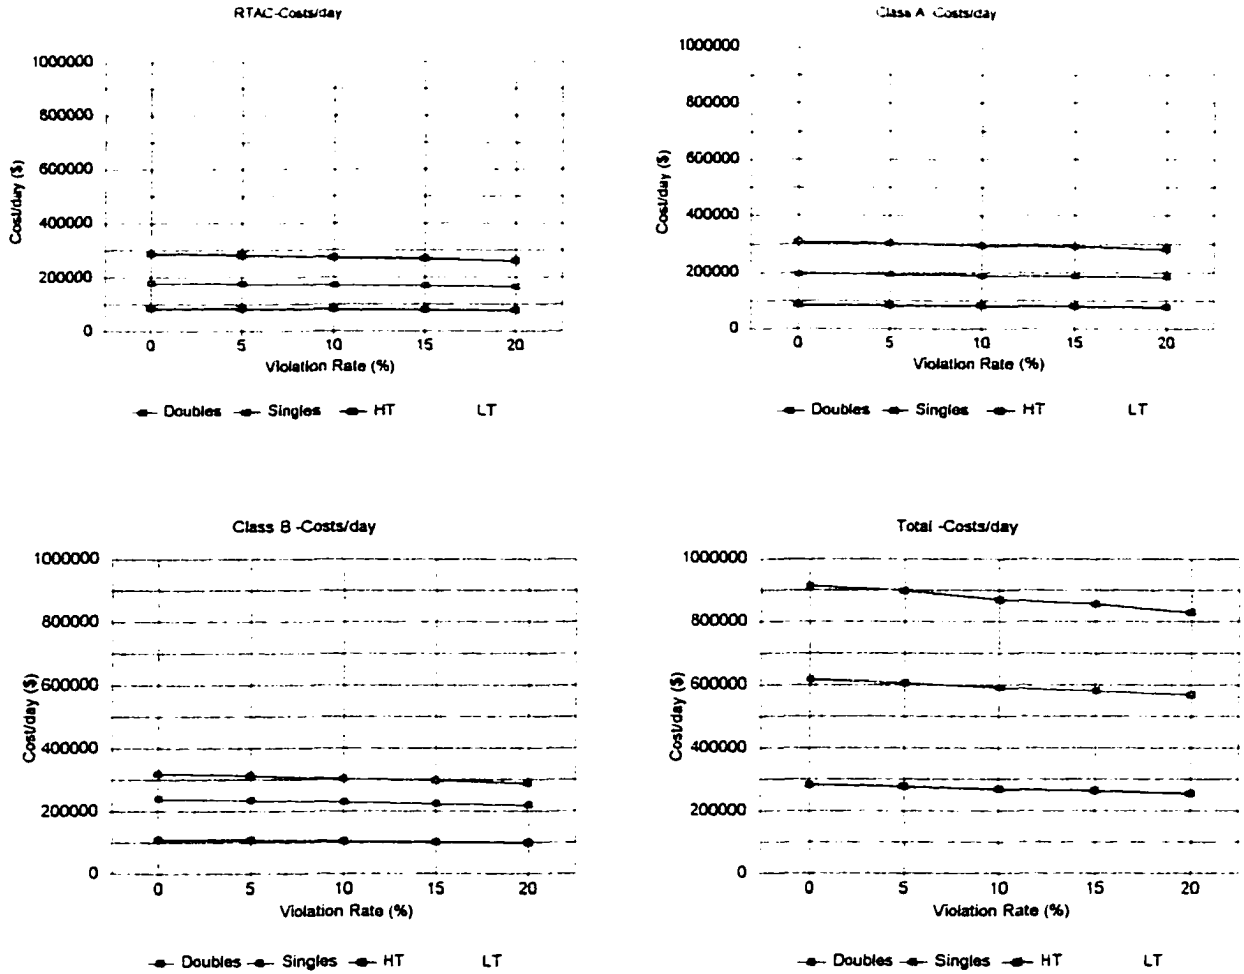 RTAC-Costs/day
1000000
800000
600000
400000
200000
0
Cost/day ($)
0 5 10 15 20
Violation Rate (%)
Doubles Singles HT LT
Class A -Costs/day
1000000
800000
600000
400000
200000
0
Cost/day ($)
0 5 10 15 20
Violation Rate (%)
Doubles Singles HT LT
Class B -Costs/day
1000000
800000
600000
400000
200000
0
Cost/day ($)
0 5 10 15 20
Violation Rate (%)
Doubles Singles HT LT
Total -Costs/day
1000000
800000
600000
400000
200000
0
Cost/day ($)
0 5 10 15 20
Violation Rate (%)
Doubles Singles HT LT